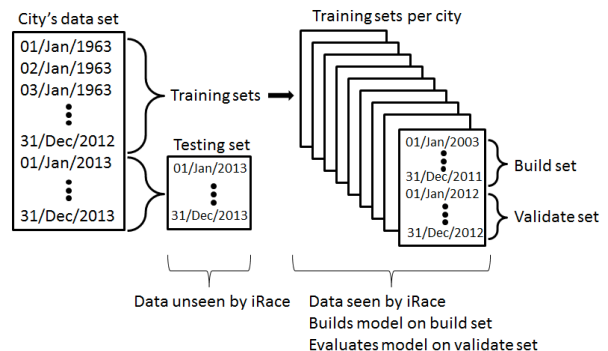 City's data set
01/Jan/1963
02/Jan/1963
03/Jan/1963
31/Dec/2012
01/Jan/2013
31/Dec/2013
Training sets
Testing set
01/Jan/2013
31/Dec/2013
Training sets per city
01/Jan/2003
31/Dec/2011
01/Jan/2012
31/Dec/2012
Build set
Validate set
Data unseen by iRace
Data seen by iRace
Builds model on build set
Evaluates model on validate set